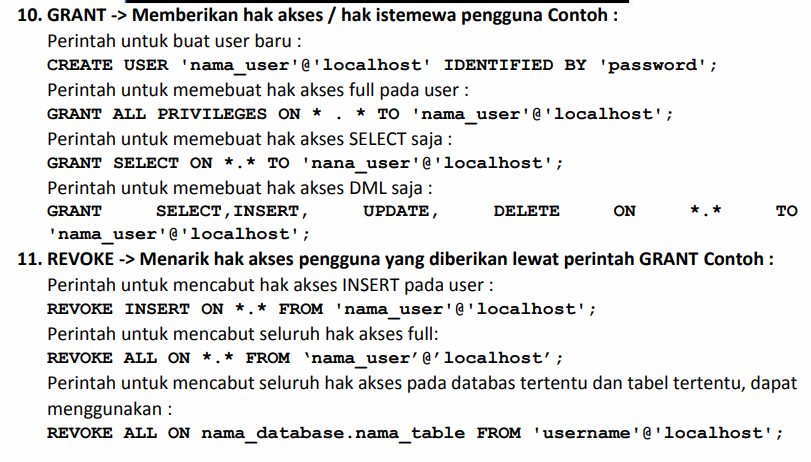 10. GRANT -> Memberikan hak akses / hak istemewa pengguna Contoh :
Perintah untuk buat user baru :
CREATE USER 'nama_user'@'localhost' IDENTIFIED BY 'password';
Perintah untuk memebuat hak akses full pada user :
GRANT ALL PRIVILEGES ON * . * TO 'nama_user'@'localhost';
Perintah untuk memebuat hak akses SELECT saja :
GRANT SELECT ON *.* TO 'nana_user'@'localhost';
Perintah untuk memebuat hak akses DML saja :
GRANT SELECT,INSERT, UPDATE, DELETE ON *.* TO
'nama_user'@'localhost';
11. REVOKE -> Menarik hak akses pengguna yang diberikan lewat perintah GRANT Contoh :
Perintah untuk mencabut hak akses INSERT pada user :
REVOKE INSERT ON *.* FROM 'nama_user'@'localhost';
Perintah untuk mencabut seluruh hak akses full:
REVOKE ALL ON *.* FROM ‘nama_user’@’localhost’;
Perintah untuk mencabut seluruh hak akses pada databas tertentu dan tabel tertentu, dapat
menggunakan :
REVOKE ALL ON nama_database.nama_table FROM 'username'@'localhost';